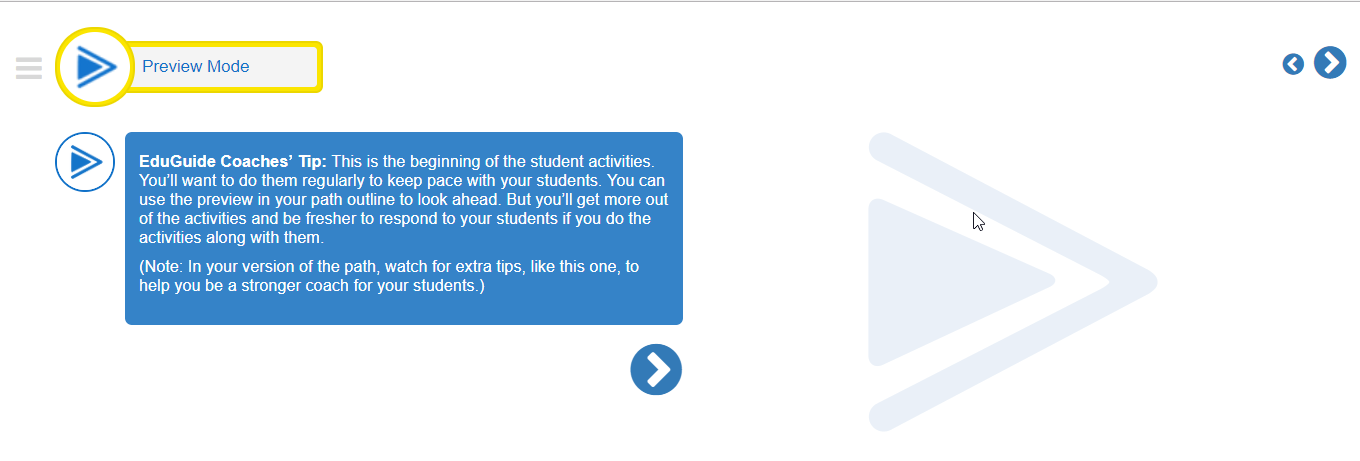 Preview Mode
EduGuide Coaches’ Tip: This is the beginning of the student activities.
You’ll want to do them regularly to keep pace with your students. You can
use the preview in your path outline to look ahead. But you’ll get more out
of the activities and be fresher to respond to your students if you do the
activities along with them.
(Note: In your version of the path, watch for extra tips, like this one, to
help you be a stronger coach for your students.)